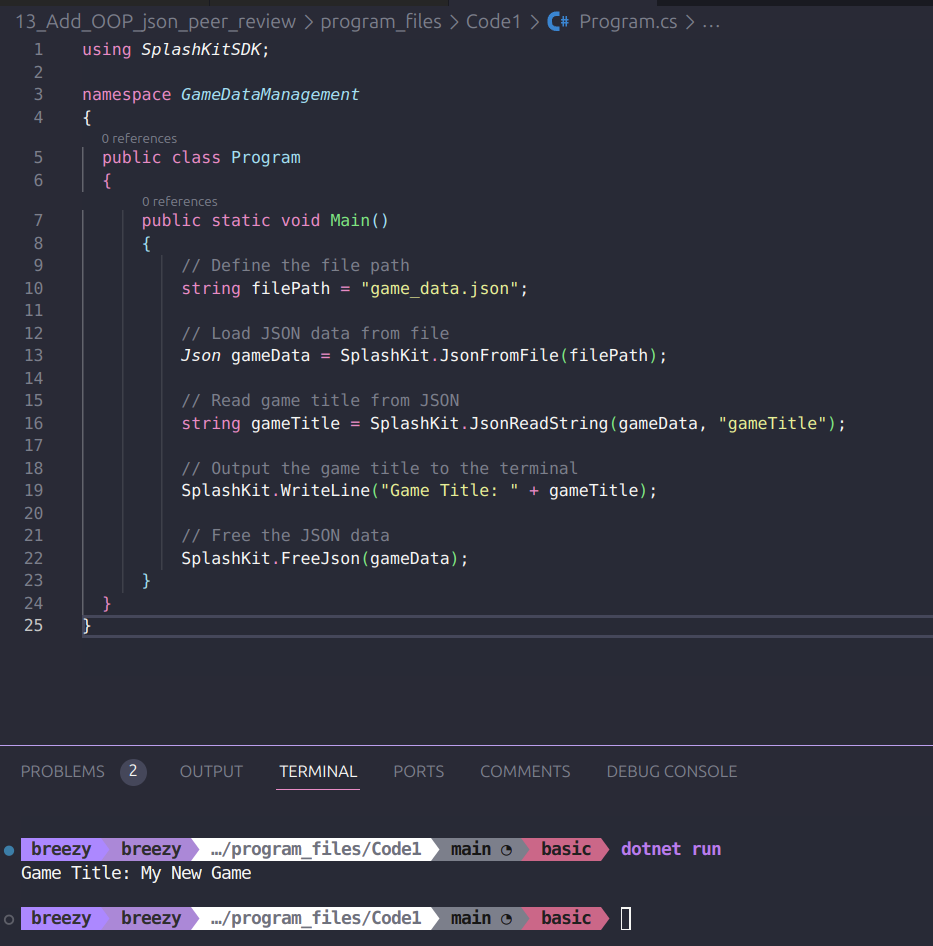 13_Add_OOP_json_peer_review > program_files > Code1 > C# Program.cs > ...
1 using SplashKitSDK;
2
3 namespace GameDataManagement
4 {
0 references
5 public class Program
6 {
0 references
7 public static void Main()
8 {
9 // Define the file path
10 string filePath = "game_data.json";
11
12 // Load JSON data from file
13 Json gameData = SplashKit.JsonFromFile(filePath);
14
15 // Read game title from JSON
16 string gameTitle = SplashKit.JsonReadString(gameData, "gameTitle");
17
18 // Output the game title to the terminal
19 SplashKit.WriteLine("Game Title: " + gameTitle);
20
21 // Free the JSON data
22 SplashKit.FreeJson(gameData);
23 }
24 }
25 }
PROBLEMS 2 OUTPUT TERMINAL PORTS COMMENTS DEBUG CONSOLE
breezy breezy …/program_files/Code1 main basic dotnet run
Game Title: My New Game
breezy breezy …/program_files/Code1 main basic